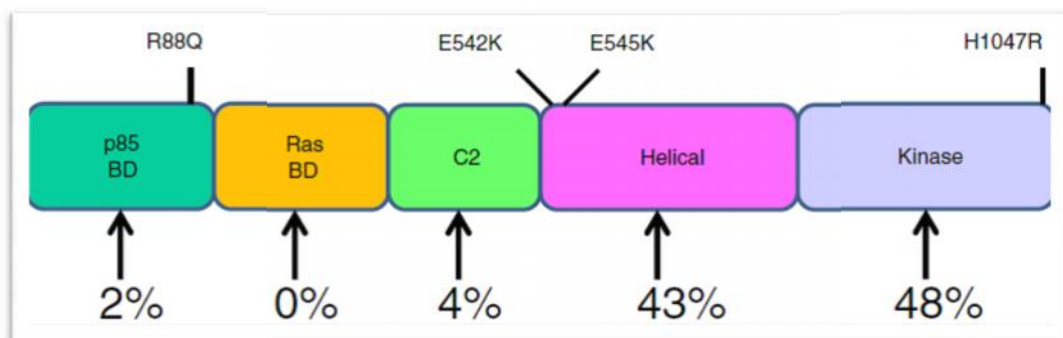 R88Q
E542K
E545K
H1047R
p85
BD
Ras
BD
C2
Helical
Kinase
2%
0%
4%
43%
48%